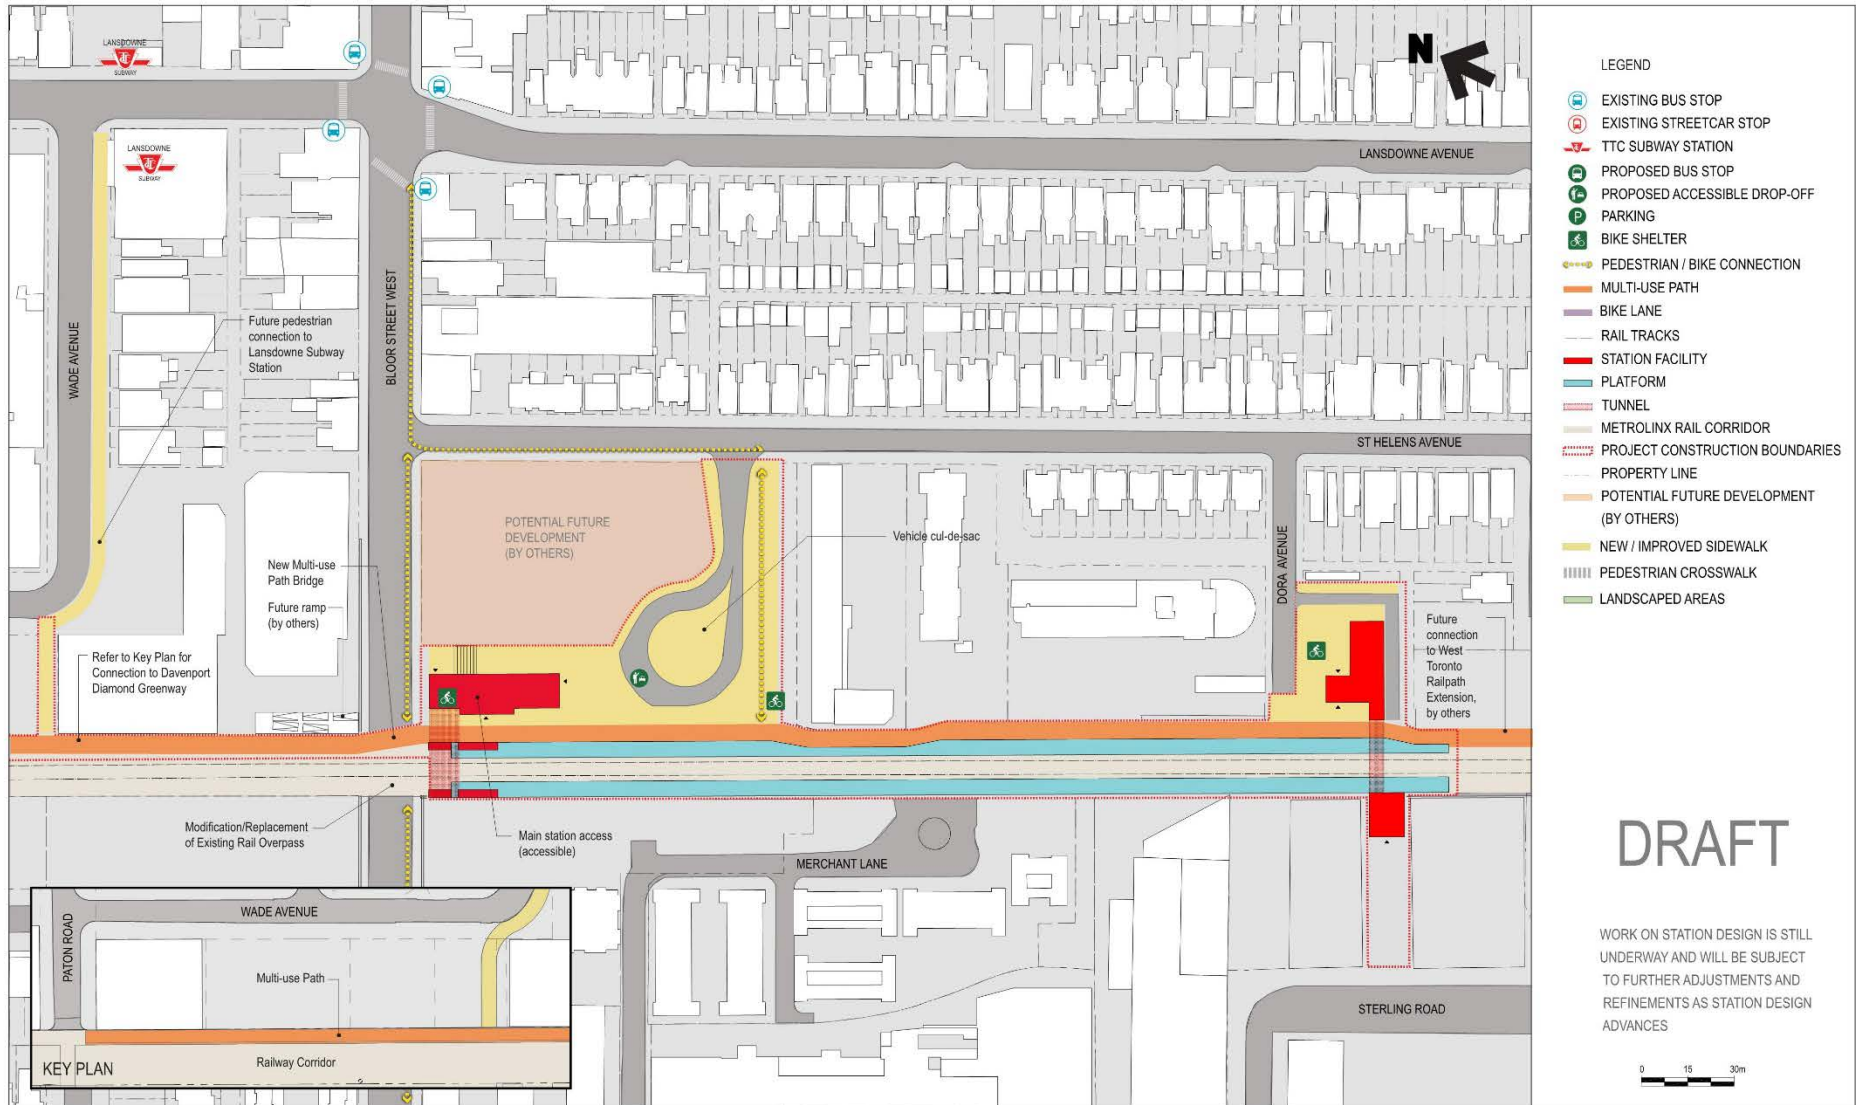 LANSDOWNE
SUBWAY
N
LANSDOWNE
SUBWAY
LANSDOWNE AVENUE
WADE AVENUE
BLOOR STREET WEST
Future pedestrian
connection to
Lansdowne Subway
Station
ST HELENS AVENUE
POTENTIAL FUTURE
DEVELOPMENT
(BY OTHERS)
Vehicle cul-de-sac
DORA AVENUE
New Multi-use
Path Bridge
Future ramp
(by others)
Refer to Key Plan for
Connection to Davenport
Diamond Greenway
Future
connection
to West
Toronto
Railpath
Extension,
by others
Modification/Replacement
of Existing Rail Overpass
Main station access
(accessible)
MERCHANT LANE
STERLING ROAD
WADE AVENUE
PATON ROAD
Multi-use Path
Railway Corridor
KEY PLAN
LEGEND
EXISTING BUS STOP
EXISTING STREETCAR STOP
TTC SUBWAY STATION
PROPOSED BUS STOP
PROPOSED ACCESSIBLE DROP-OFF
P PARKING
BIKE SHELTER
PEDESTRIAN / BIKE CONNECTION
MULTI-USE PATH
BIKE LANE
RAIL TRACKS
STATION FACILITY
PLATFORM
TUNNEL
METROLINX RAIL CORRIDOR
PROJECT CONSTRUCTION BOUNDARIES
PROPERTY LINE
POTENTIAL FUTURE DEVELOPMENT
(BY OTHERS)
NEW / IMPROVED SIDEWALK
PEDESTRIAN CROSSWALK
LANDSCAPED AREAS
DRAFT
WORK ON STATION DESIGN IS STILL
UNDERWAY AND WILL BE SUBJECT
TO FURTHER ADJUSTMENTS AND
REFINEMENTS AS STATION DESIGN
ADVANCES
0 15 30m